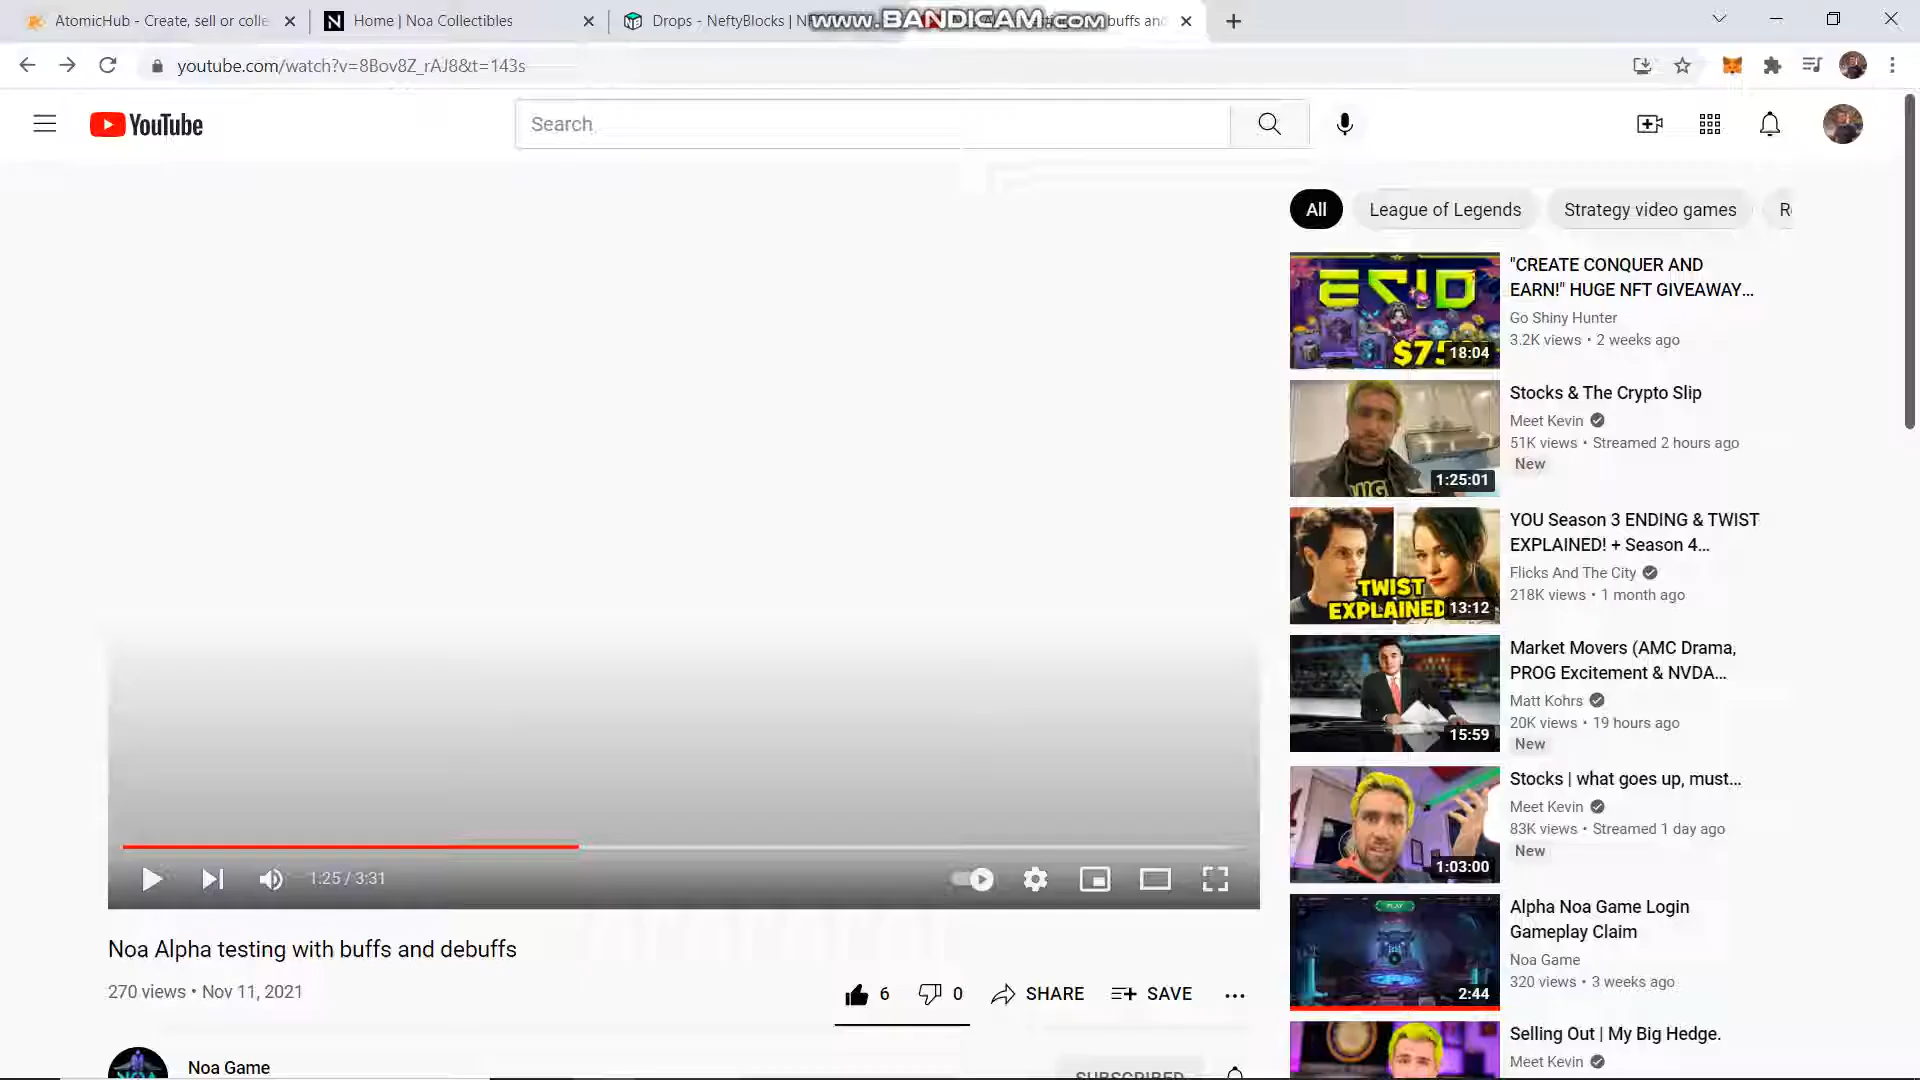 AtomicHub - Create, sell or colle
Home | Noa Collectibles
Drops - NeftyBlocks | N
www.BANDICAM.com
buffs and
youtube.com/watch?v=8Bov8Z_rAJ8&t=143s
YouTube
Search
All
League of Legends
Strategy video games
"CREATE CONQUER AND
EARN!" HUGE NFT GIVEAWAY...
Go Shiny Hunter
3.2K views • 2 weeks ago
18:04
Stocks & The Crypto Slip
Meet Kevin
51K views • Streamed 2 hours ago
New
1:25:01
YOU Season 3 ENDING & TWIST
EXPLAINED! + Season 4...
Flicks And The City
218K views • 1 month ago
TWIST
EXPLAINED
13:12
Market Movers (AMC Drama,
PROG Excitement & NVDA...
Matt Kohrs
20K views • 19 hours ago
New
15:59
Stocks | what goes up, must...
Meet Kevin
83K views • Streamed 1 day ago
New
1:03:00
PLAY
Alpha Noa Game Login
Gameplay Claim
Noa Game
320 views • 3 weeks ago
2:44
Selling Out | My Big Hedge.
Meet Kevin
1:25 / 3:31
Noa Alpha testing with buffs and debuffs
270 views • Nov 11, 2021
6
0
SHARE
SAVE
Noa Game
SUBSCRIBED